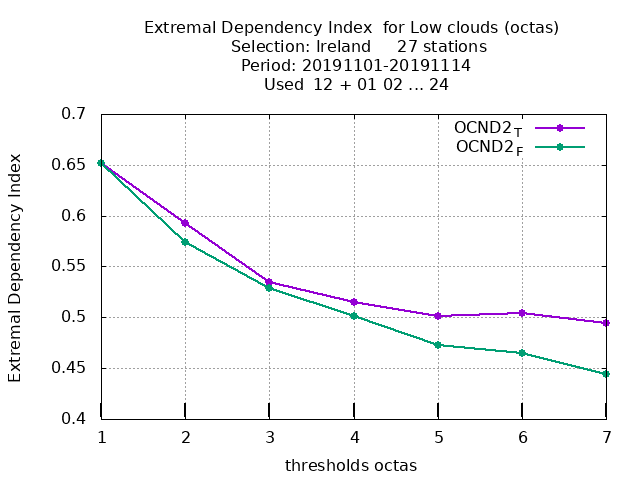 Extremal Dependency Index  for Low clouds (octas)
Selection: Ireland     27 stations
Period: 20191101-20191114
Used  12 + 01 02 ... 24
OCND2_T
OCND2_F
Extremal Dependency Index
0.7
0.65
0.6
0.55
0.5
0.45
0.4
1 2 3 4 5 6 7
thresholds octas